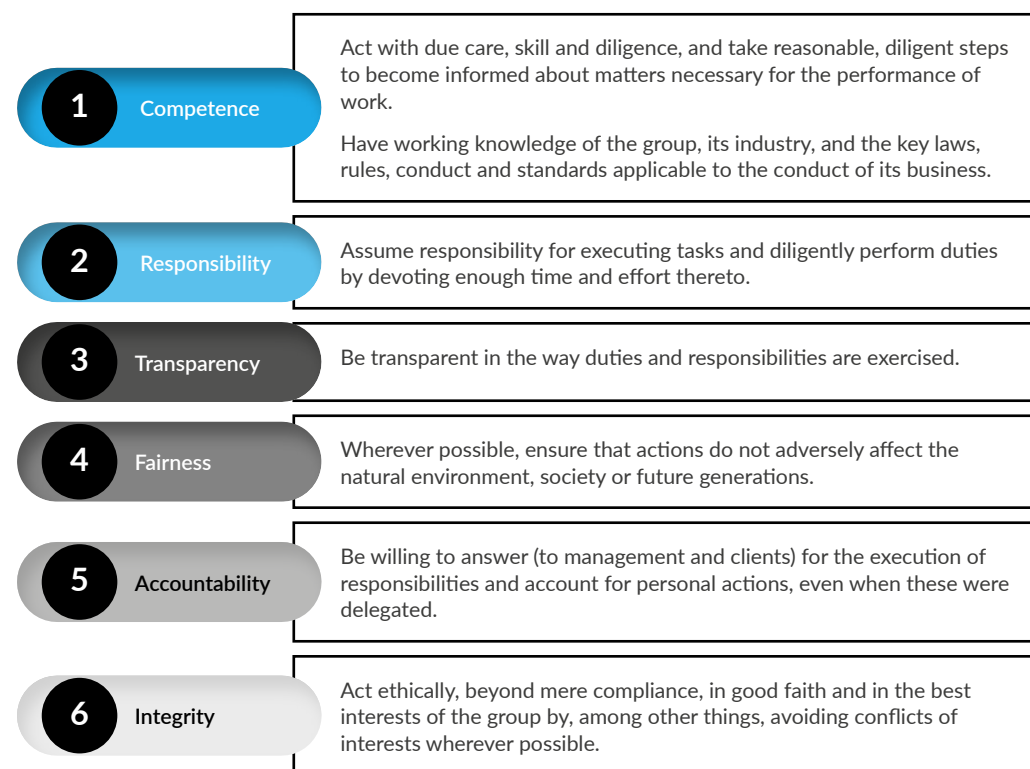 1
Competence
Act with due care, skill and diligence, and take reasonable, diligent steps
to become informed about matters necessary for the performance of
work.
Have working knowledge of the group, its industry, and the key laws,
rules, conduct and standards applicable to the conduct of its business.
2
Responsibility
Assume responsibility for executing tasks and diligently perform duties
by devoting enough time and effort thereto.
3
Transparency
Be transparent in the way duties and responsibilities are exercised.
4
Fairness
Wherever possible, ensure that actions do not adversely affect the
natural environment, society or future generations.
5
Accountability
Be willing to answer (to management and clients) for the execution of
responsibilities and account for personal actions, even when these were
delegated.
6
Integrity
Act ethically, beyond mere compliance, in good faith and in the best
interests of the group by, among other things, avoiding conflicts of
interests wherever possible.